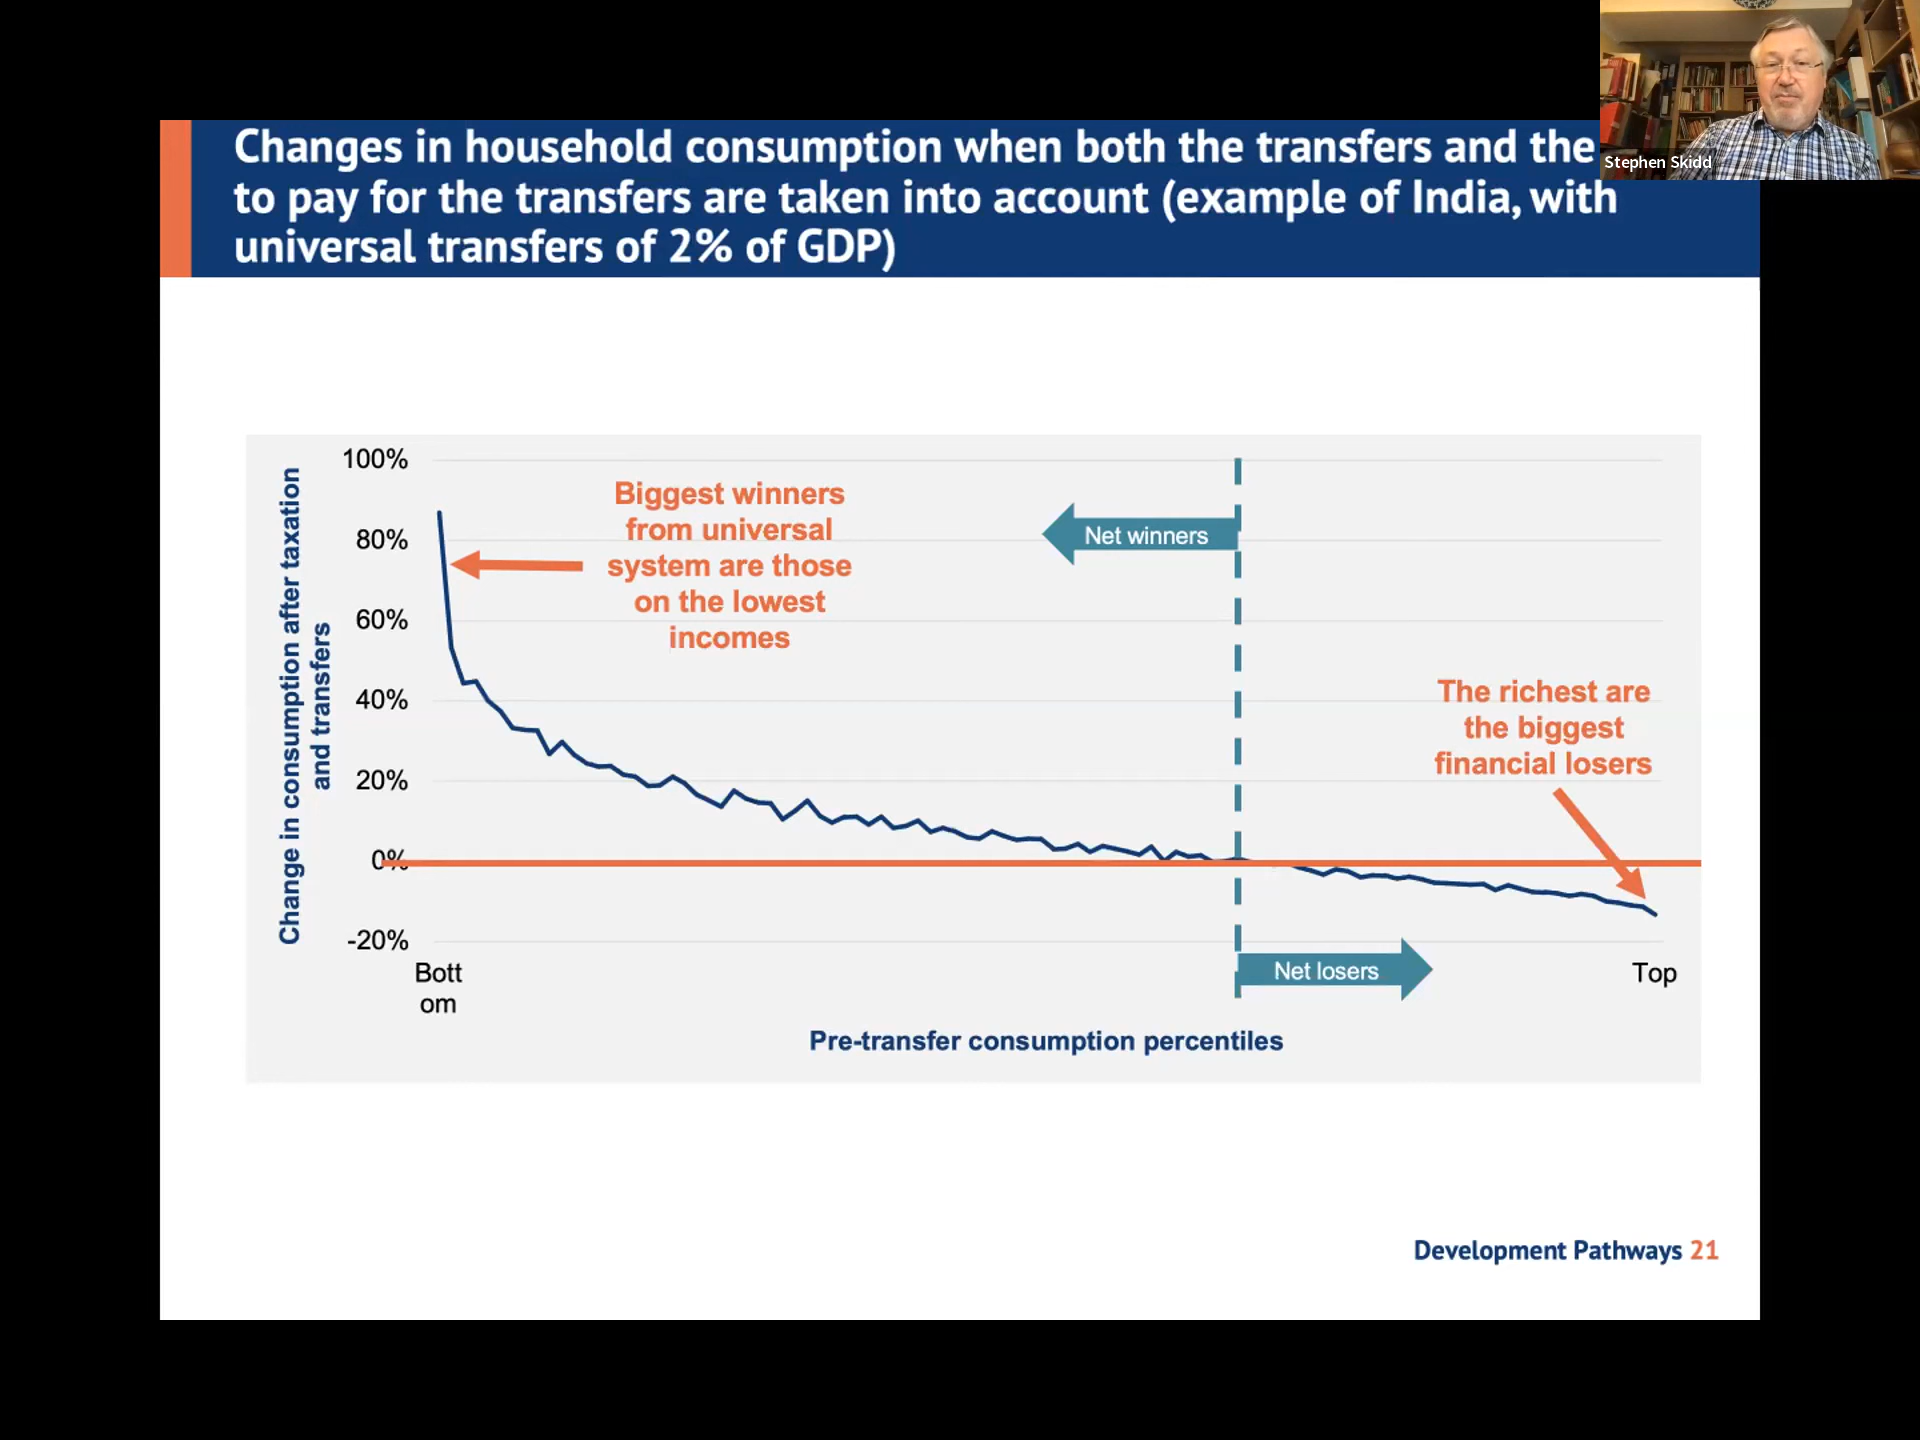 Changes in household consumption when both the transfers and the
to pay for the transfers are taken into account (example of India, with
universal transfers of 2% of GDP)
Stephen Skidd
100%
80%
60%
40%
20%
0%
-20%
Change in consumption after taxation
and transfers
Biggest winners
from universal
system are those
on the lowest
incomes
Net winners
The richest are
the biggest
financial losers
Net losers
Bott
om
Top
Pre-transfer consumption percentiles
Development Pathways 21